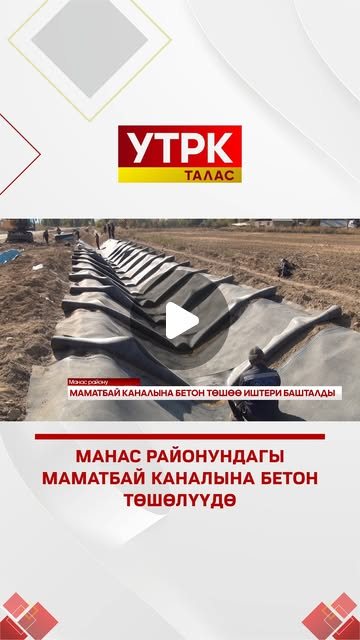 УТРК
ТАЛАС
Манас району
МАМАТБАЙ КАНАЛЫНА БЕТОН ТӨШӨӨ ИШТЕРИ БАШТАЛДЫ
МАНАС РАЙОНУНДАГЫ
МАМАТБАЙ КАНАЛЫНА БЕТОН
ТӨШӨЛҮҮДӨ